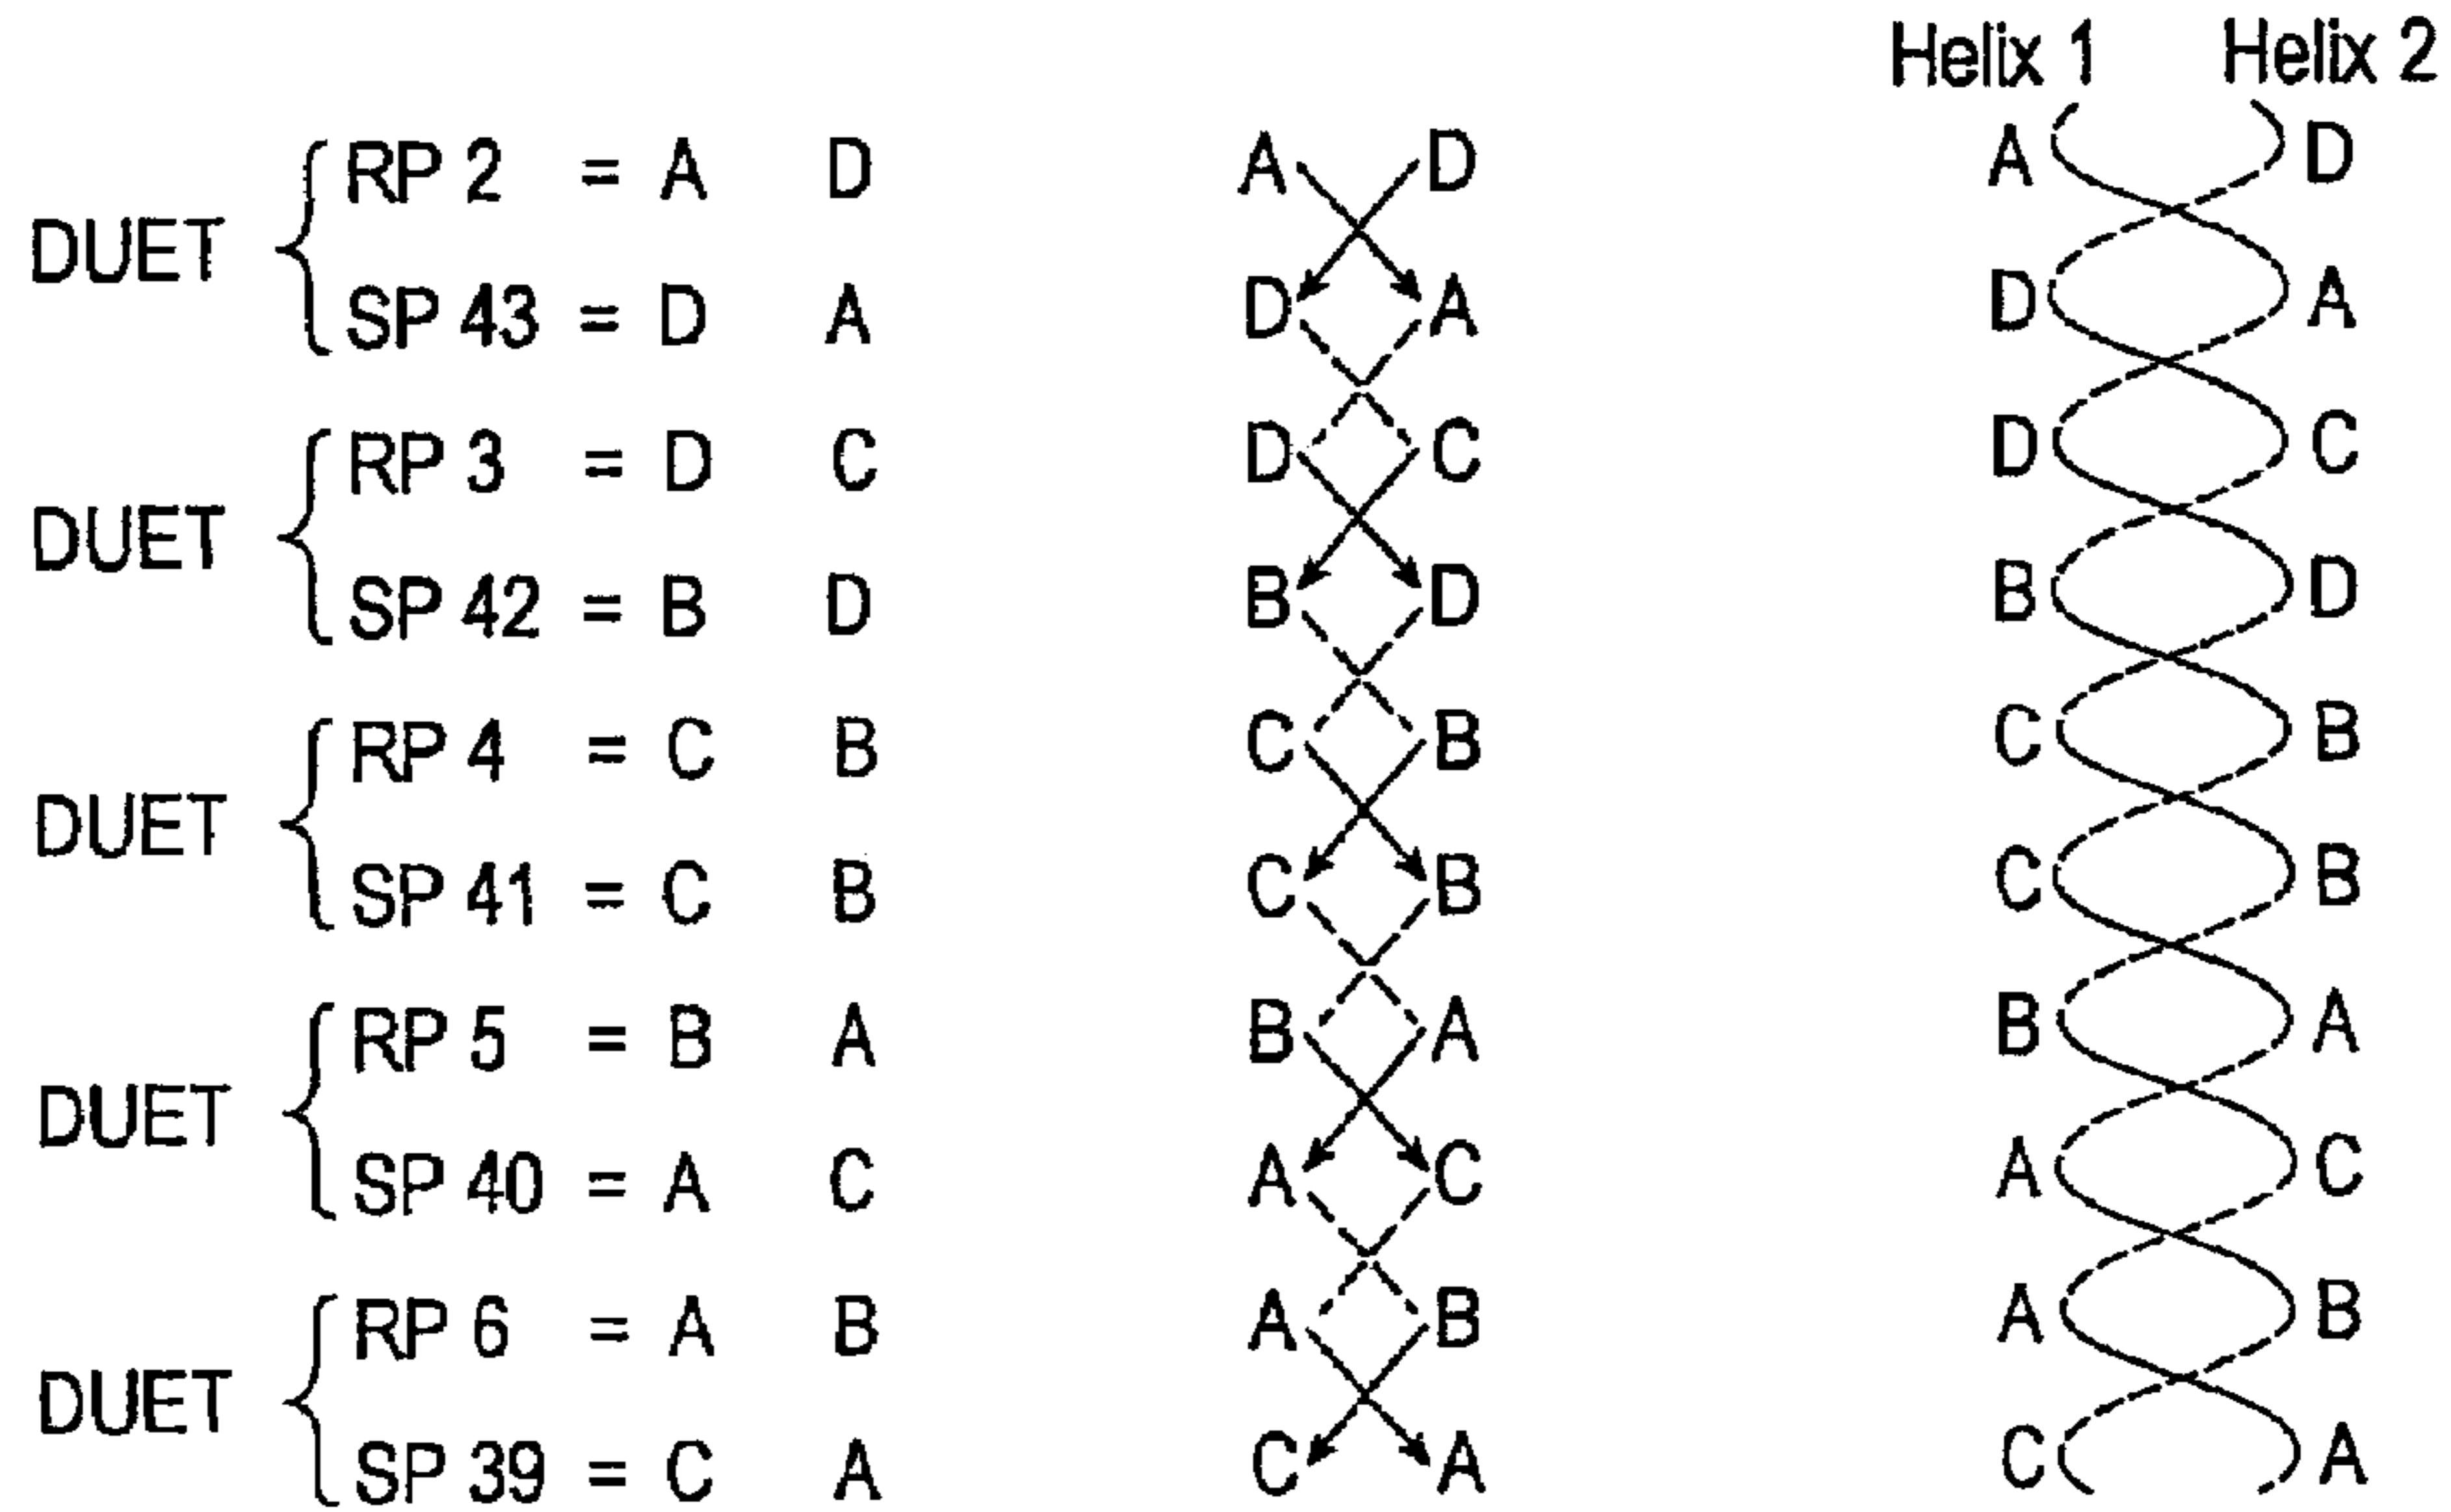 Helix 1 Helix 2
RP 2 = A D A D A D
DUET
SP 43 = D A D A D A
RP 3 = D C D C D C
DUET
SP 42 = B D B D B D
RP 4 = C B C B C B
DUET
SP 41 = C B C B C B
RP 5 = B A B A B A
DUET
SP 40 = A C A C A C
RP 6 = A B A B A B
DUET
SP 39 = C A C A C A